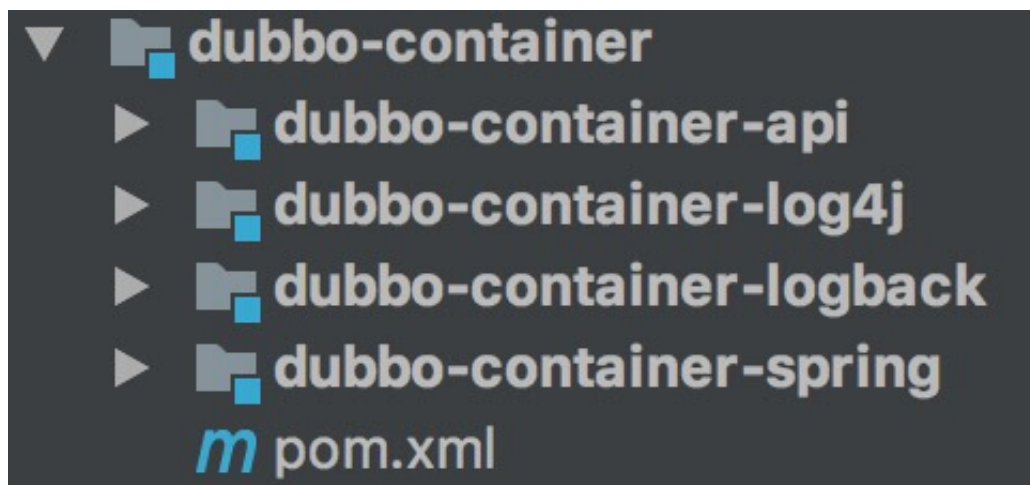 dubbo-container
dubbo-container-api
dubbo-container-log4j
dubbo-container-logback
dubbo-container-spring
m pom.xml